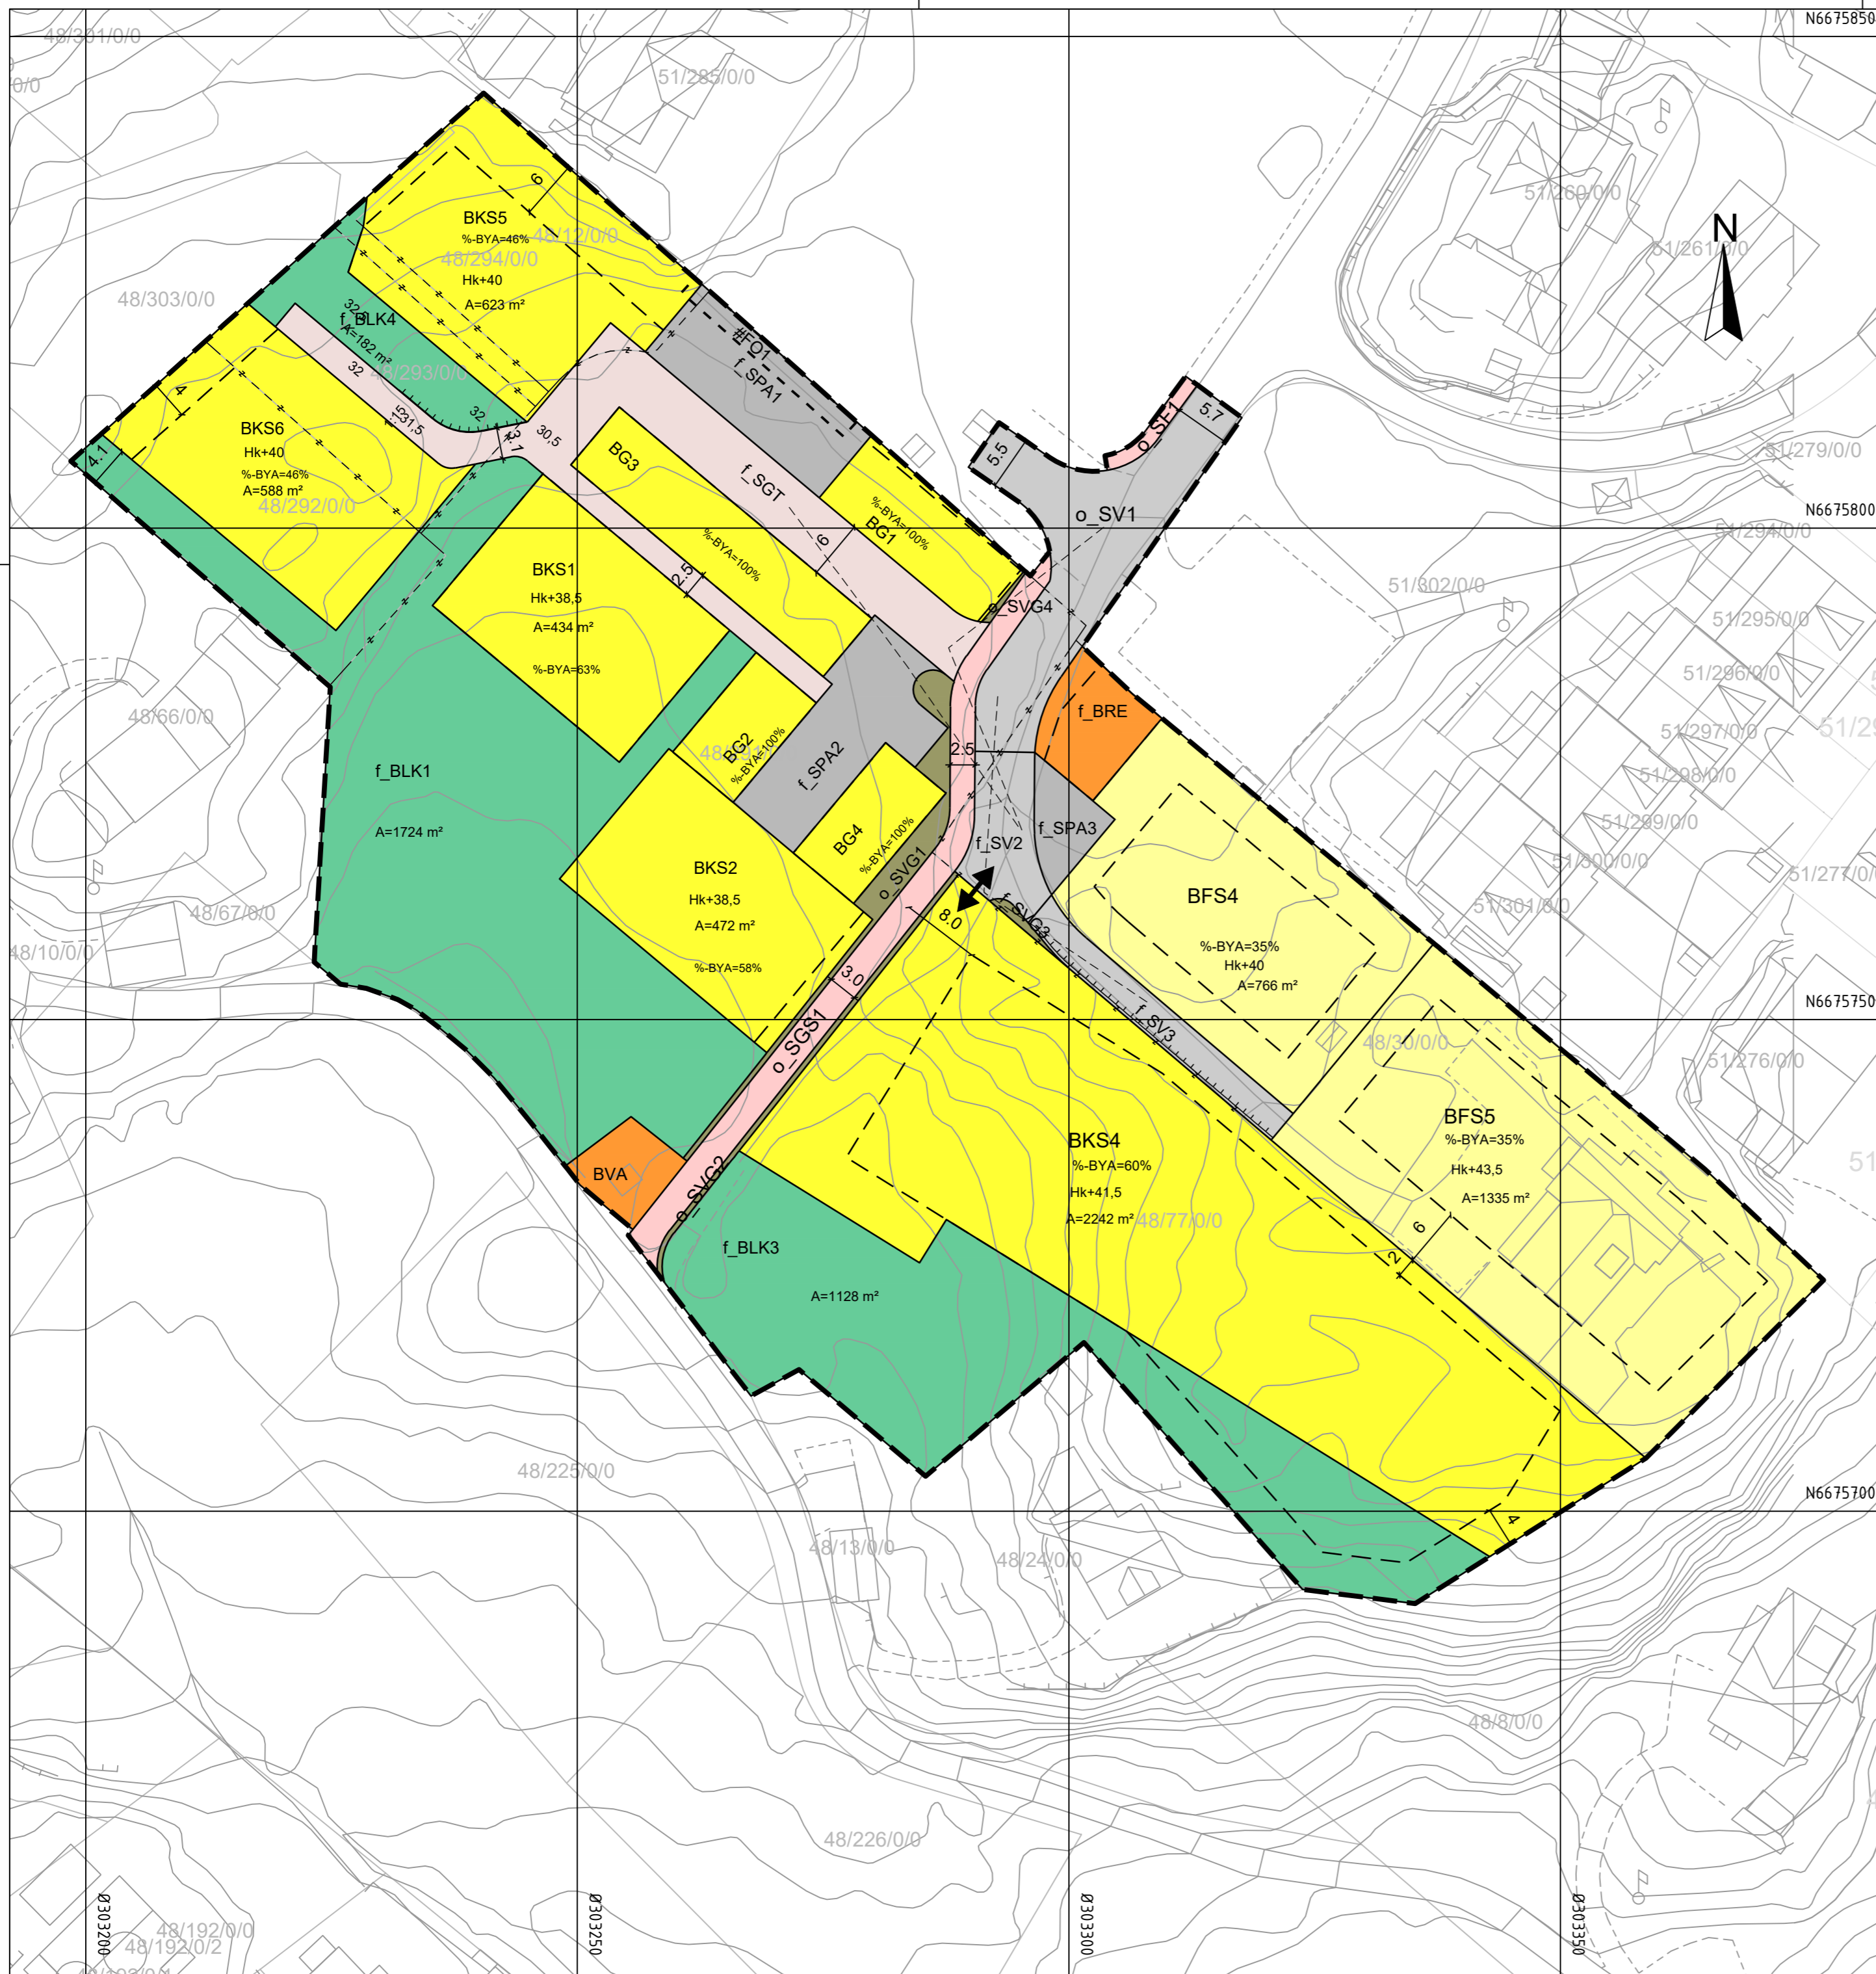 N6675850
48/301/0/0
0/0
51/285/0/0
51/260/0/0
N
51/261/0/0
6
BKS5
%-BYA=46%
48/12/0/0
48/294/0/0
Hk+40
A=623 m²
48/303/0/0
f_BLK4
A=182 m²
32
48/293/0/0
#FO1
f_SPA1
4
BKS6
Hk+40
%-BYA=46%
A=588 m²
48/292/0/0
4.1
31,5
32
30,5
BG3
f_SGT
o_SF1
5.7
5.5
51/279/0/0
%-BYA=100%
BG1
o_SV1
N6675800
51/294/0/0
6
%-BYA=100%
2.5
BKS1
Hk+38,5
A=434 m²
%-BYA=63%
51/302/0/0
o_SVG4
51/295/0/0
51/296/0/0
48/66/0/0
f_BRE
51/297/0/0
BG2
%-BYA=100%
f_SPA2
2.5
51/298/0/0
f_BLK1
A=1724 m²
BG4
%-BYA=100%
f_SPA3
f_SV2
51/299/0/0
51/300/0/0
51/277/0/0
BKS2
Hk+38,5
A=472 m²
%-BYA=58%
o_SVG1
8.0
f_SVG3
BFS4
%-BYA=35%
Hk+40
A=766 m²
51/301/0/0
48/67/0/0
48/10/0/0
3.0
N6675750
o_SGS1
f_SV3
48/30/0/0
51/276/0/0
BKS4
%-BYA=60%
Hk+41,5
A=2242 m²
48/77/0/0
BFS5
%-BYA=35%
Hk+43,5
A=1335 m²
6
2
BVA
o_SVG2
f_BLK3
A=1128 m²
48/225/0/0
N6675700
4
48/13/0/0
48/24/0/0
48/8/0/0
48/226/0/0
48/192/0/0
48/192/0/2
Ø303200
Ø303250
Ø303300
Ø303350